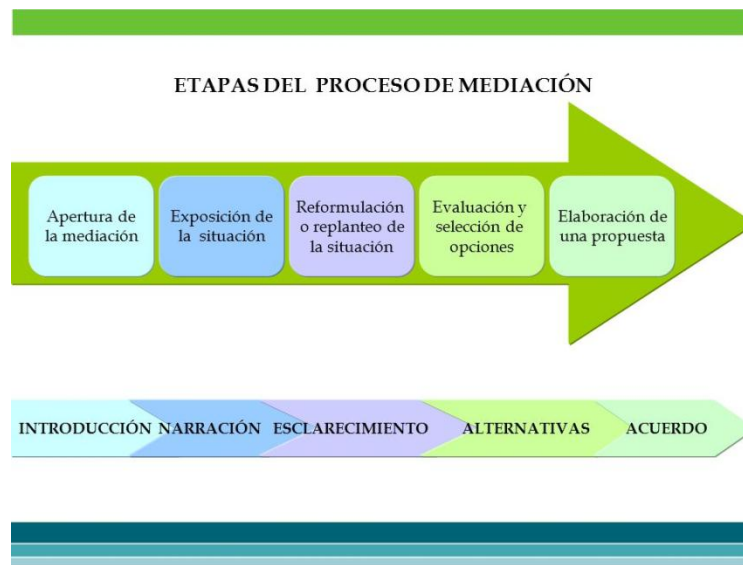 ETAPAS DEL PROCESO DE MEDIACIÓN
Apertura de
la mediación
Exposición de
la situación
Reformulación
o replanteo de
la situación
Evaluación y
selección de
opciones
Elaboración de
una propuesta
INTRODUCCIÓN
NARRACIÓN
ESCLARECIMIENTO
ALTERNATIVAS
ACUERDO